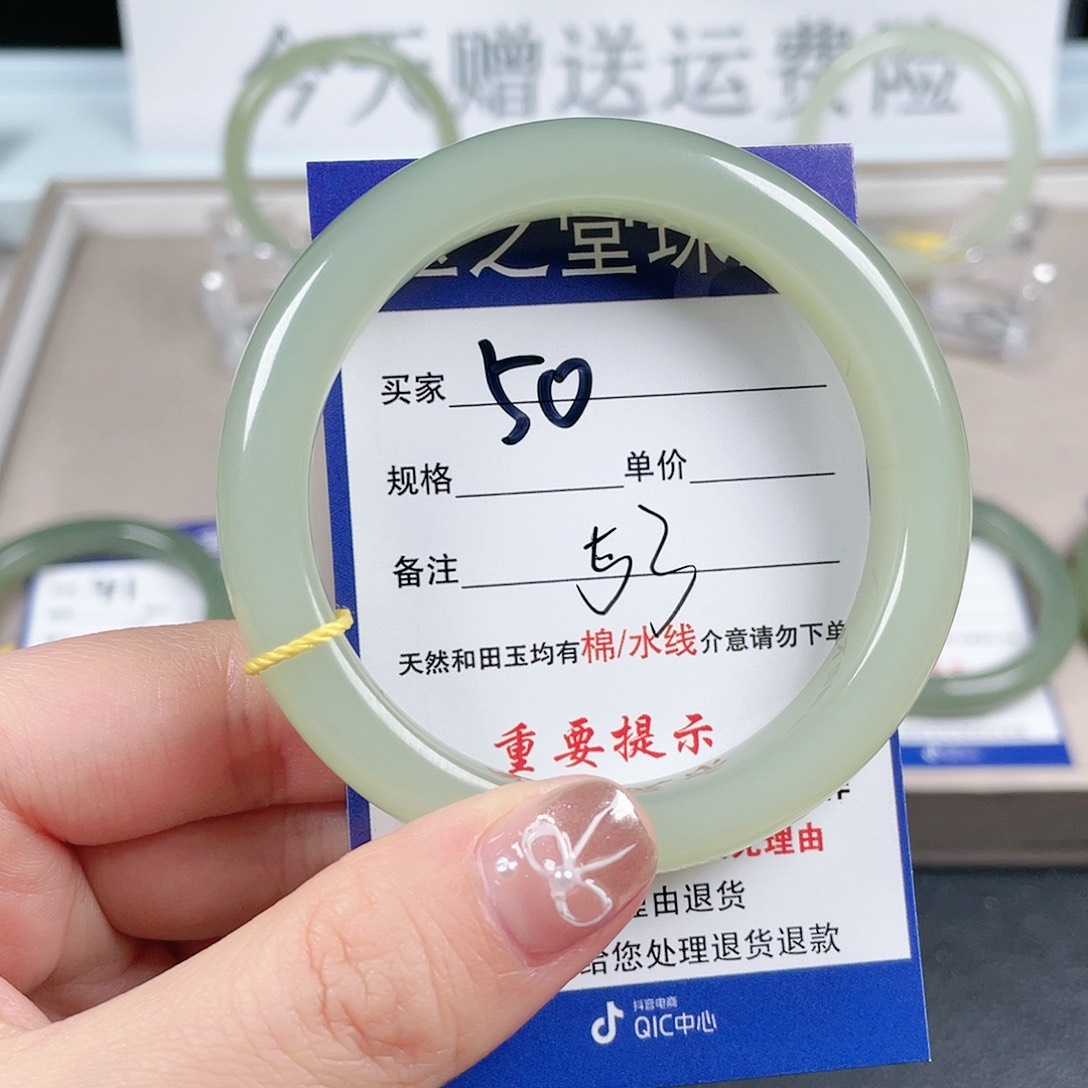 今天赠送运费险
之堂珠
买家 50
规格 单价
备注
天然和田玉均有棉/水线介意请勿下单
重要提示
理由
由退货
给您处理退货退款
抖音电商
QIC中心